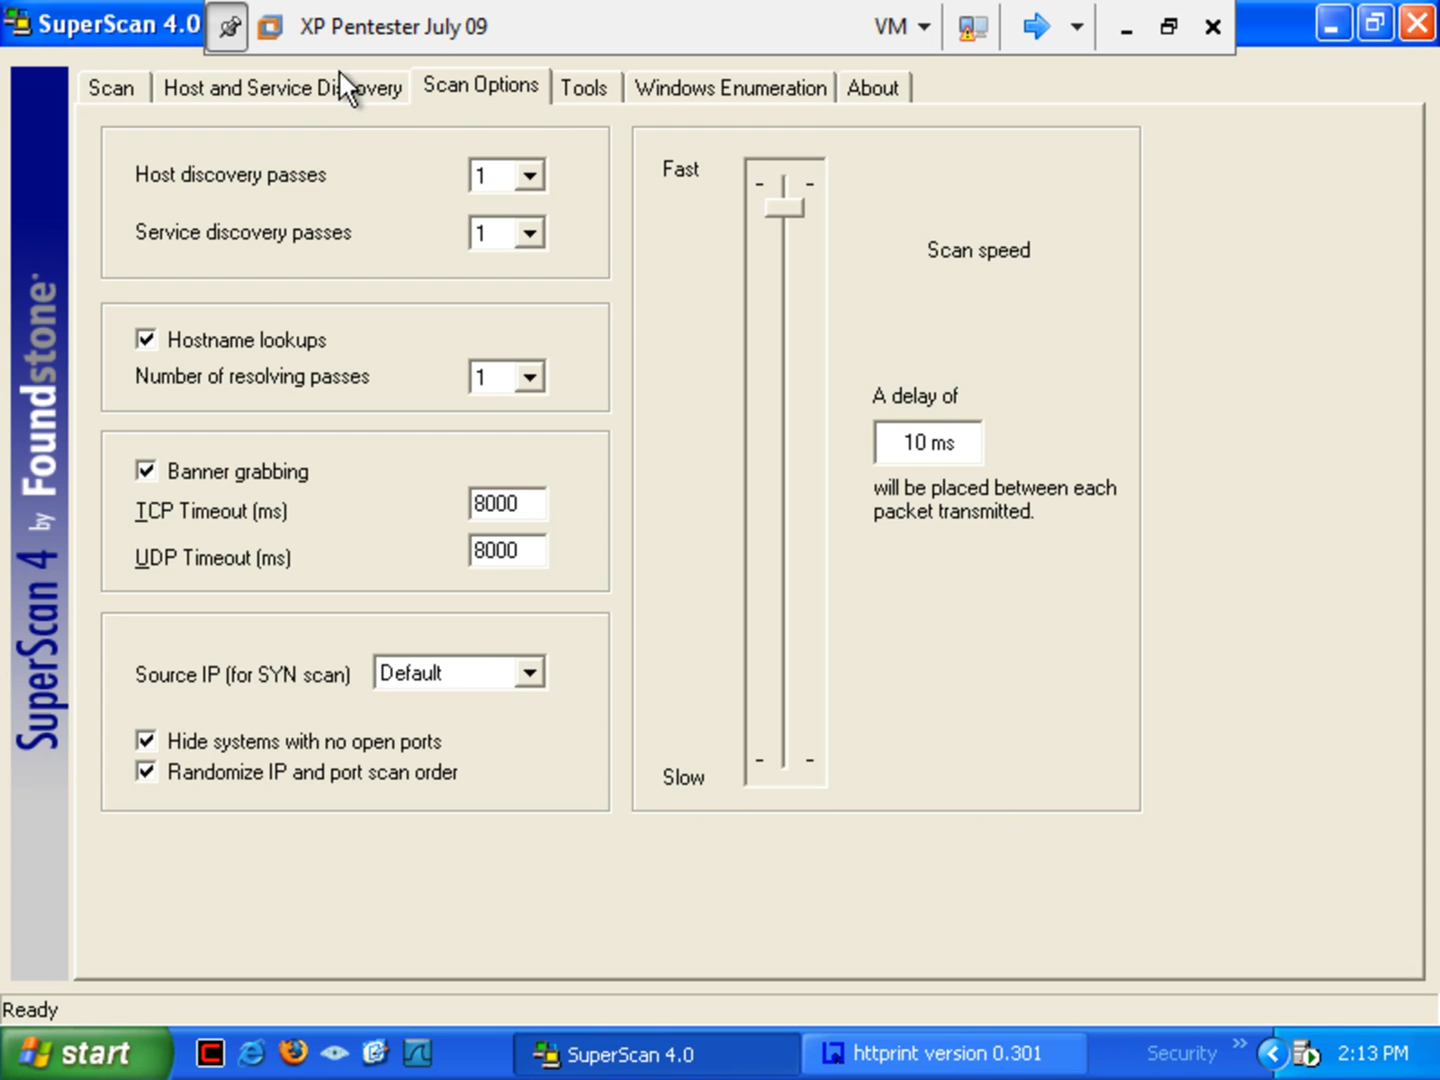 SuperScan 4.0
XP Pentester July 09
VM
Scan
Host and Service Discovery
Scan Options
Tools
Windows Enumeration
About
Host discovery passes
1
Service discovery passes
1
Hostname lookups
Number of resolving passes
1
Banner grabbing
TCP Timeout (ms)
8000
UDP Timeout (ms)
8000
Source IP (for SYN scan)
Default
Hide systems with no open ports
Randomize IP and port scan order
Fast
Slow
Scan speed
A delay of
10 ms
will be placed between each
packet transmitted.
SuperScan 4 by Foundstone
Ready
start
SuperScan 4.0
httprint version 0.301
Security
2:13 PM